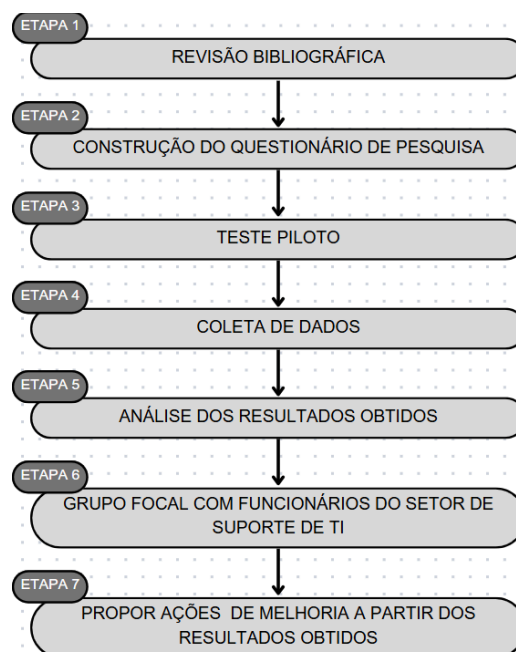 ETAPA 1
REVISÃO BIBLIOGRÁFICA
ETAPA 2
CONSTRUÇÃO DO QUESTIONÁRIO DE PESQUISA
ETAPA 3
TESTE PILOTO
ETAPA 4
COLETA DE DADOS
ETAPA 5
ANÁLISE DOS RESULTADOS OBTIDOS
ETAPA 6
GRUPO FOCAL COM FUNCIONÁRIOS DO SETOR DE
SUPORTE DE TI
ETAPA 7
PROPOR AÇÕES DE MELHORIA A PARTIR DOS
RESULTADOS OBTIDOS